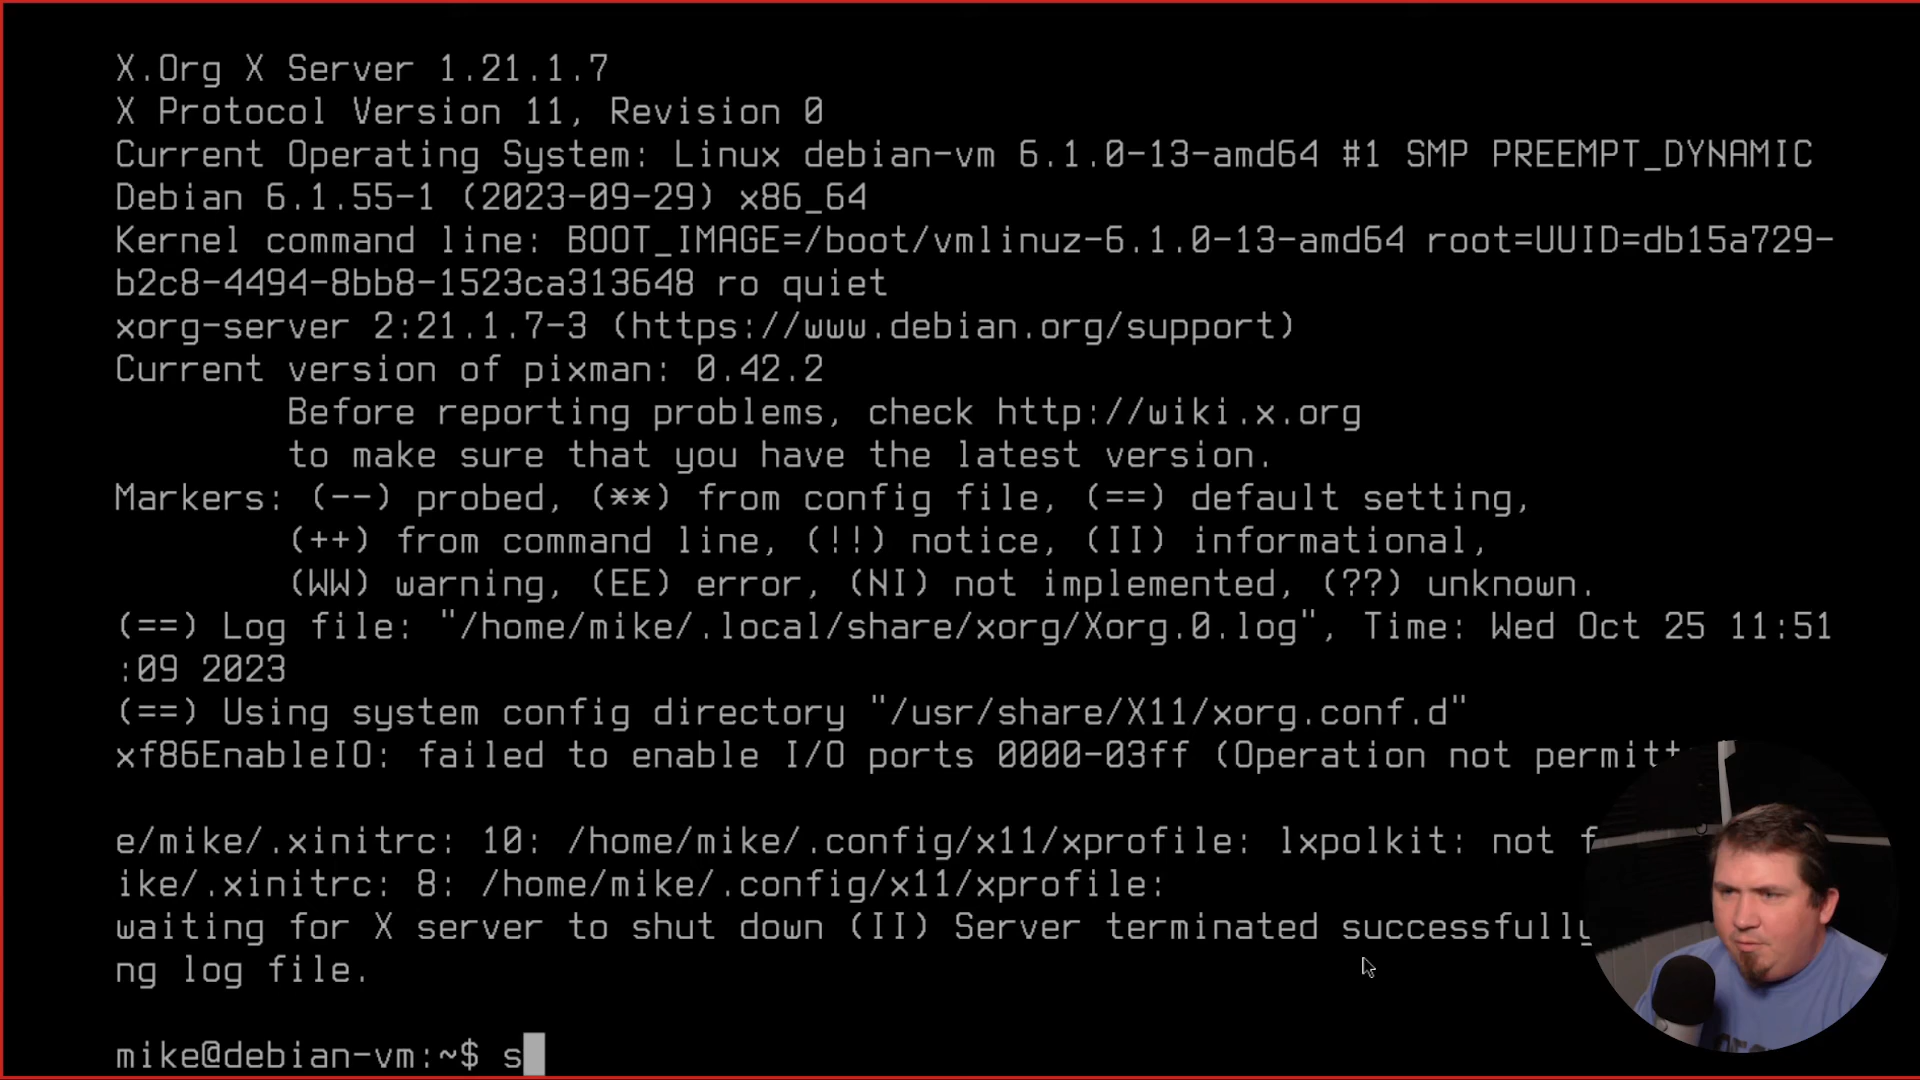 X.Org X Server 1.21.1.7
X Protocol Version 11, Revision 0
Current Operating System: Linux debian-vm 6.1.0-13-amd64 #1 SMP PREEMPT_DYNAMIC
Debian 6.1.55-1 (2023-09-29) x86_64
Kernel command line: BOOT_IMAGE=/boot/vmlinuz-6.1.0-13-amd64 root=UUID=db15a729-
b2c8-4494-8bb8-1523ca313648 ro quiet
xorg-server 2:21.1.7-3 (https://www.debian.org/support)
Current version of pixman: 0.42.2
Before reporting problems, check http://wiki.x.org
to make sure that you have the latest version.
Markers: (--) probed, (**) from config file, (==) default setting,
(++) from command line, (!!) notice, (II) informational,
(WW) warning, (EE) error, (NI) not implemented, (??) unknown.
(==) Log file: "/home/mike/.local/share/xorg/Xorg.0.log", Time: Wed Oct 25 11:51
:09 2023
(==) Using system config directory "/usr/share/X11/xorg.conf.d"
xf86EnableIO: failed to enable I/O ports 0000-03ff (Operation not
e/mike/.xinitrc: 10: /home/mike/.config/x11/xprofile: lxpolkit: not
ike/.xinitrc: 8: /home/mike/.config/x11/xprofile:
waiting for X server to shut down (II) Server terminated successfully
ng log file.
mike@debian-vm:~$ s